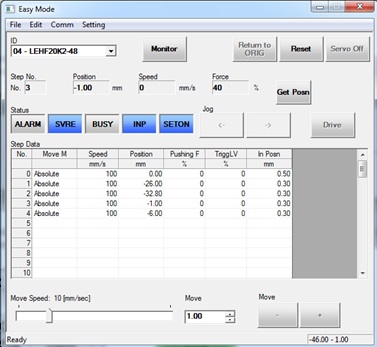 Easy Mode
File Edit Comm Setting
ID
04 - LEHF20K2-48
Monitor
Return to ORIG
Reset
Servo Off
Step No. Position Speed Force
No. 3 -1.00 mm 0 mm/s 40 %
Get Posn
Status
ALARM SVRE BUSY INP SETON
Jog
<- ->
Drive
Step Data
No. Move M Speed Position Pushing F TriggLV In Posn
mm/s mm % % mm
0 Absolute 100 0.00 0 0 0.50
1 Absolute 100 -26.00 0 0 0.30
2 Absolute 100 -32.80 0 0 0.30
3 Absolute 100 -1.00 0 0 0.30
4 Absolute 100 -6.00 0 0 0.30
5
6
7
8
9
10
Move Speed: 10 [mm/sec]
Move
1.00
Move
- +
Ready
-46.00 - 1.00